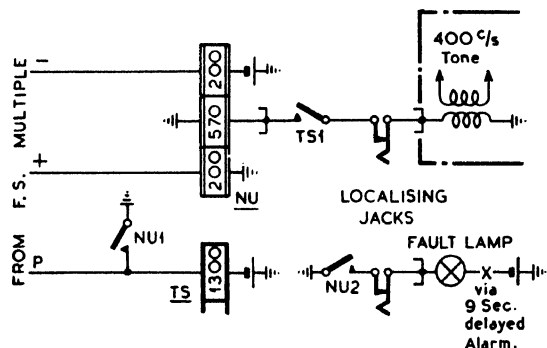 FROM F. S. MULTIPLE
−
+
P
200
570
200
NU
NU1
TS
1300
TS1
400 c/s
Tone
LOCALISING
JACKS
NU2
FAULT LAMP
via
9 Sec.
delayed
Alarm.